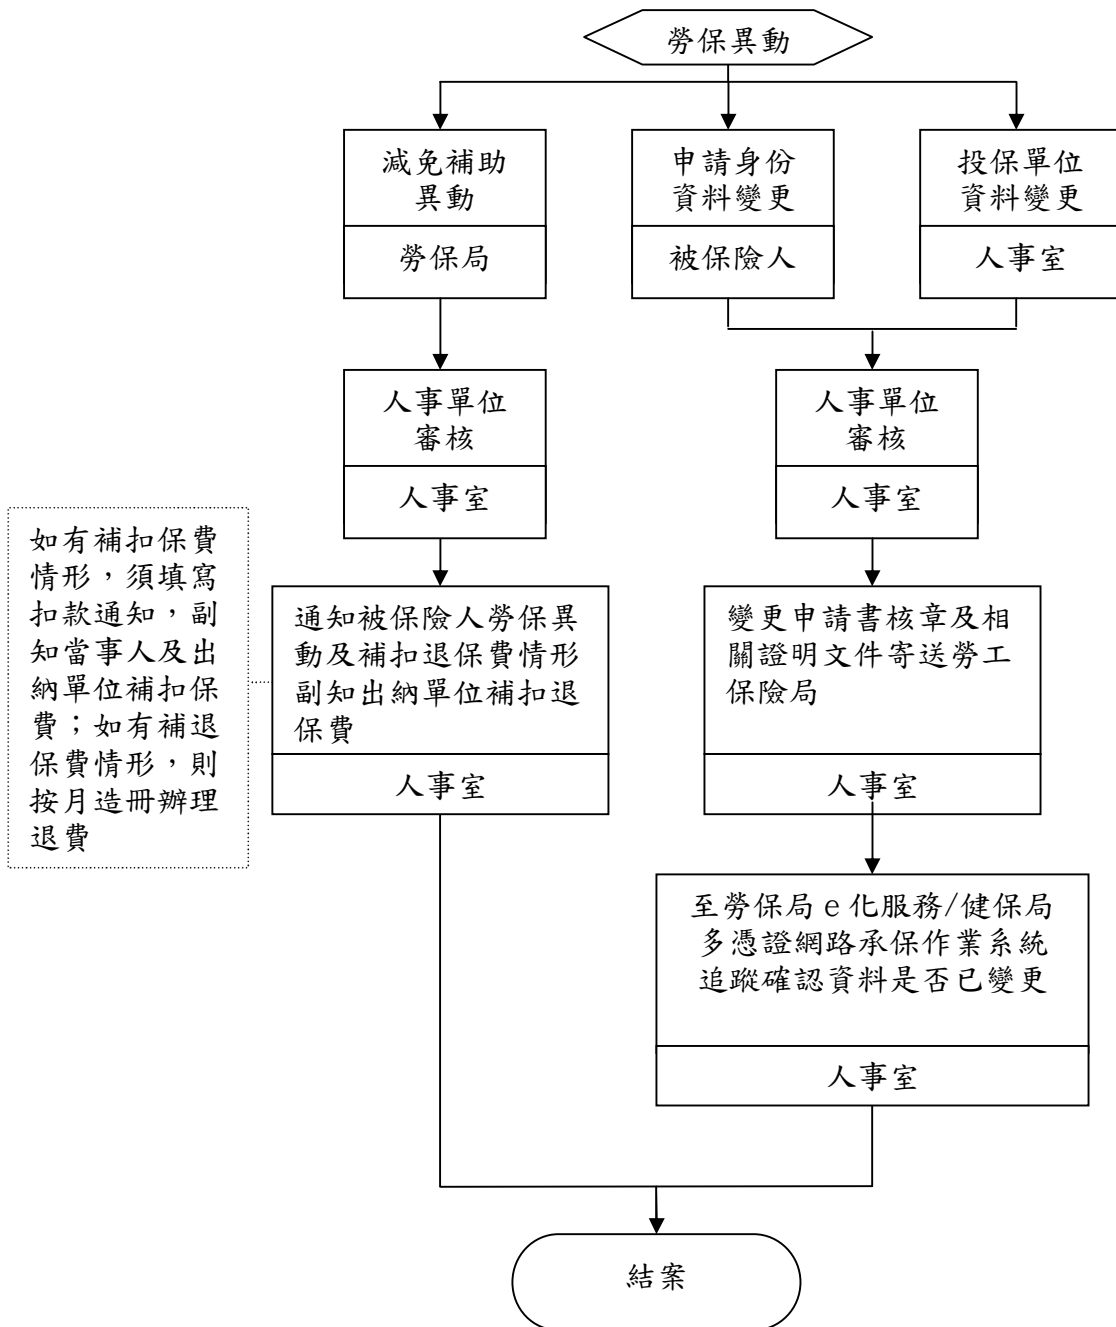 勞保異動
減免補助
異動
勞保局
申請身份
資料變更
被保險人
投保單位
資料變更
人事室
人事單位
審核
人事室
人事單位
審核
人事室
如有補扣保費
情形，須填寫
扣款通知，副
知當事人及出
納單位補扣保
費；如有補退
保費情形，則
按月造冊辦理
退費
通知被保險人勞保異
動及補扣退保費情形
副知出納單位補扣退
保費
人事室
變更申請書核章及相
關證明文件寄送勞工
保險局
人事室
至勞保局 e 化服務/健保局
多憑證網路承保作業系統
追蹤確認資料是否已變更
人事室
結案